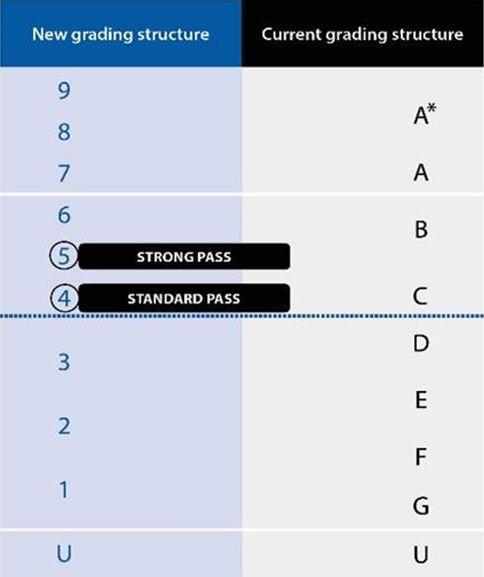 New grading structure Current grading structure
9
A*
8
7 A
6
B
5 STRONG PASS
4 STANDARD PASS C
D
3
E
2
F
1
G
U U